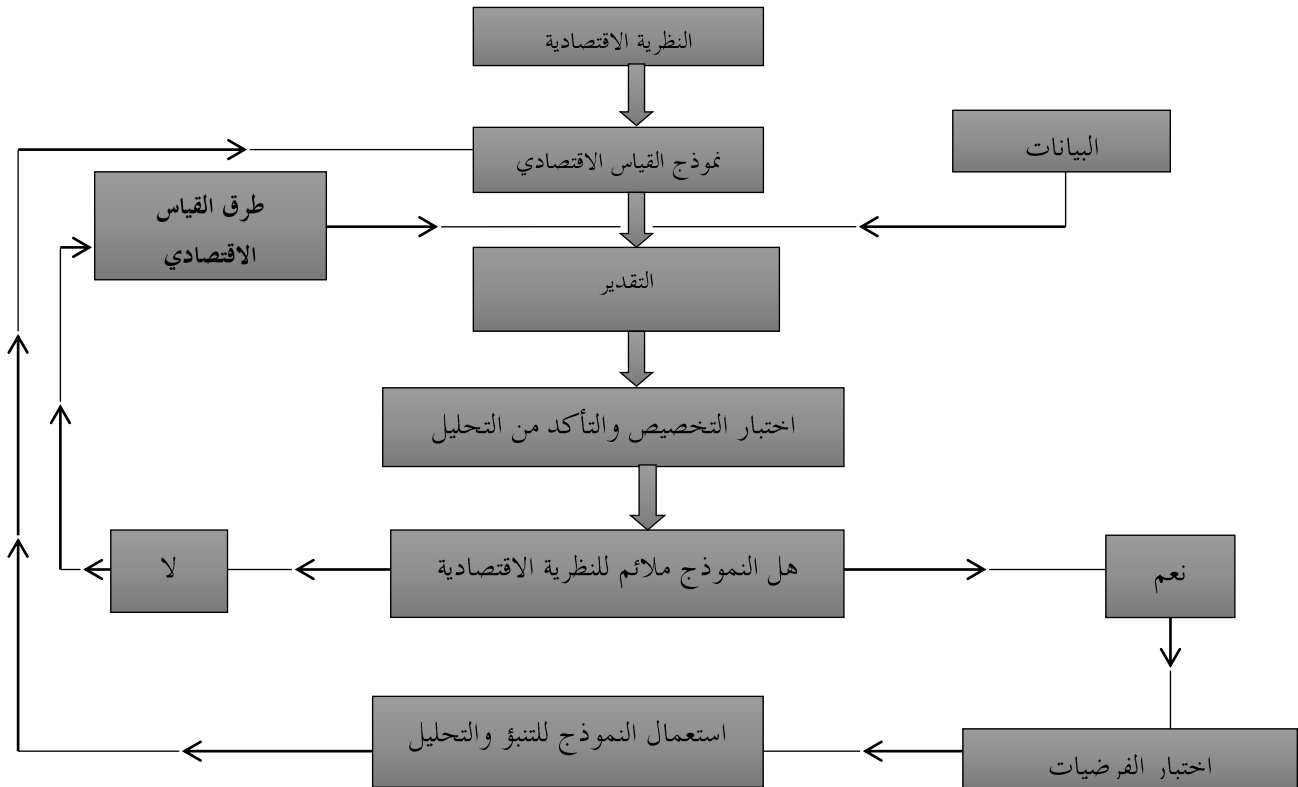 النظرية الاقتصادية
نموذج القياس الاقتصادي
البيانات
طرق القياس
الاقتصادي
التقدير
اختبار التخصيص والتأكد من التحليل
هل النموذج ملائم للنظرية الاقتصادية
لا
نعم
استعمال النموذج للتنبؤ والتحليل
اختبار الفرضيات